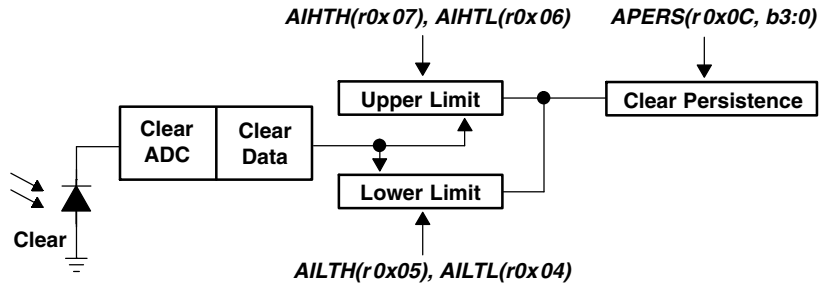 AIHTH(r0x07), AIHTL(r0x06)
APERS(r0x0C, b3:0)
Upper Limit
Clear Persistence
Clear
ADC
Clear
Data
Lower Limit
Clear
AILTH(r0x05), AILTL(r0x04)